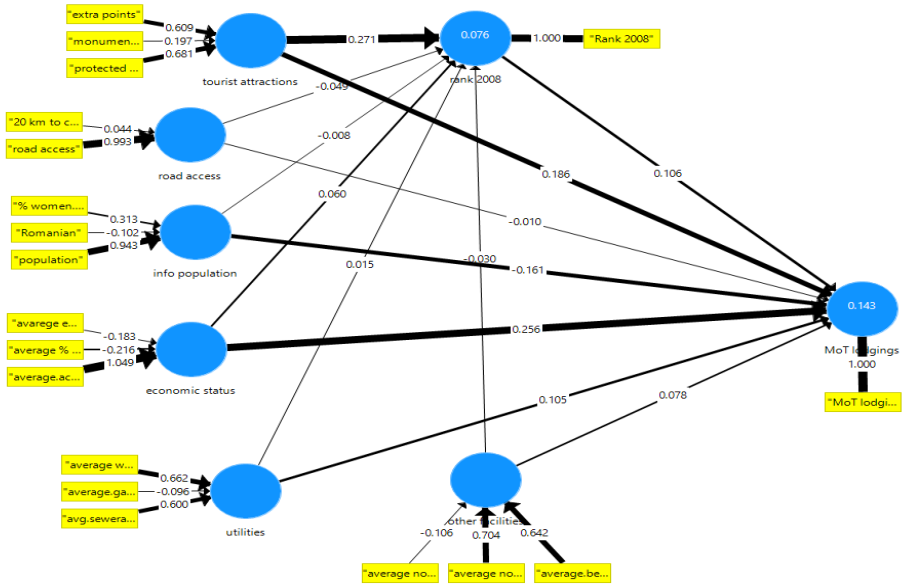 "extra points"
0.609
"monumen...
0.197
"protected ...
0.681
tourist attractions
0.271
0.076
rank 2008
1.000
"Rank 2008"
"20 km to c...
0.044
"road access"
0.993
road access
-0.049
-0.008
0.186
0.106
"% women....
0.313
"Romanian"
-0.102
"population"
0.943
info population
0.060
-0.010
0.015
-0.030
-0.161
"avarege e...
-0.183
"average % ...
-0.216
"average.ac...
1.049
economic status
0.256
0.143
MoT lodgings
1.000
"MoT lodgi...
0.105
0.078
"average w...
0.662
"average.ga...
-0.096
"avg.sewera...
0.600
utilities
other facilities
-0.106
0.704
0.642
"average no...
"average no...
"average.be...